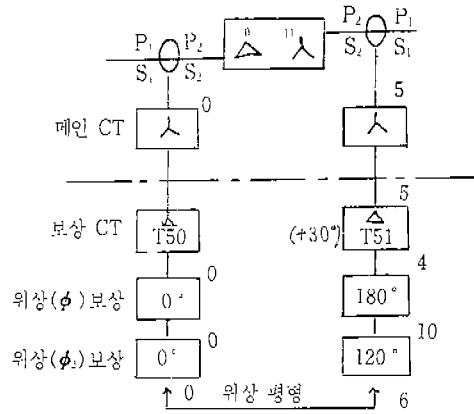 P₁ P₂ P₂ P₁
S₁ S₂ S₂ S₁
0 11
메인 CT 0 5
보상 CT T50 (+30°) T51 5
위상(ϕ)보상 0° 0 180° 4
위상(ϕ₁)보상 0° 0 120° 10
0 위상 평형 6